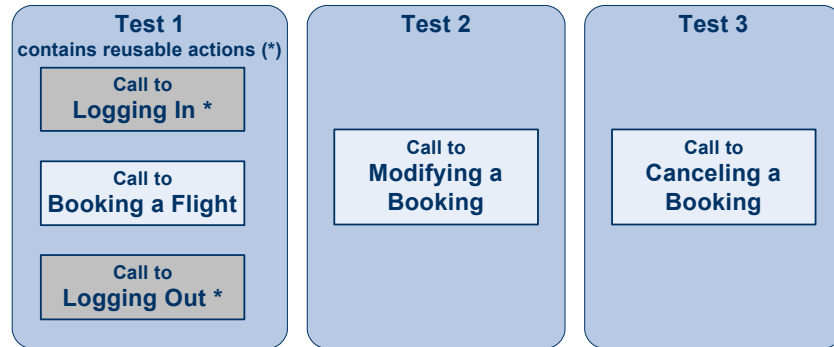 Test 1
contains reusable actions (*)
Call to
Logging In *
Call to
Booking a Flight
Call to
Logging Out *
Test 2
Call to
Modifying a
Booking
Test 3
Call to
Canceling a
Booking